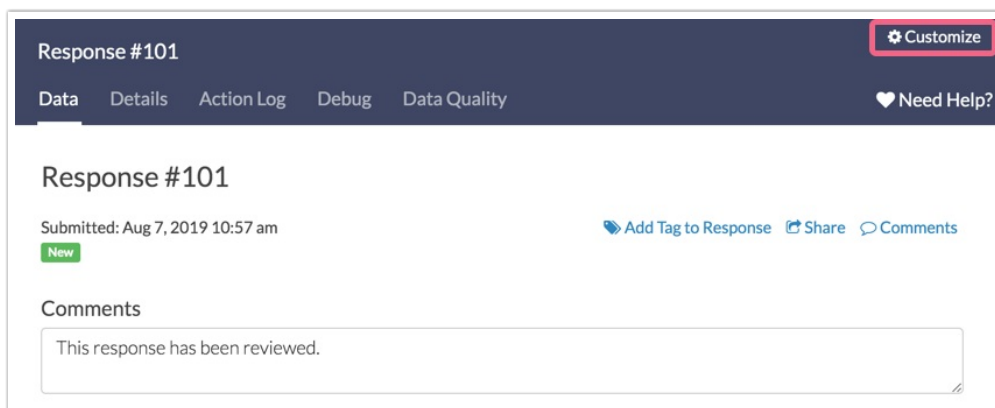 Response #101
Customize
Data Details Action Log Debug Data Quality
Need Help?
Response #101
Submitted: Aug 7, 2019 10:57 am
Add Tag to Response Share Comments
New
Comments
This response has been reviewed.